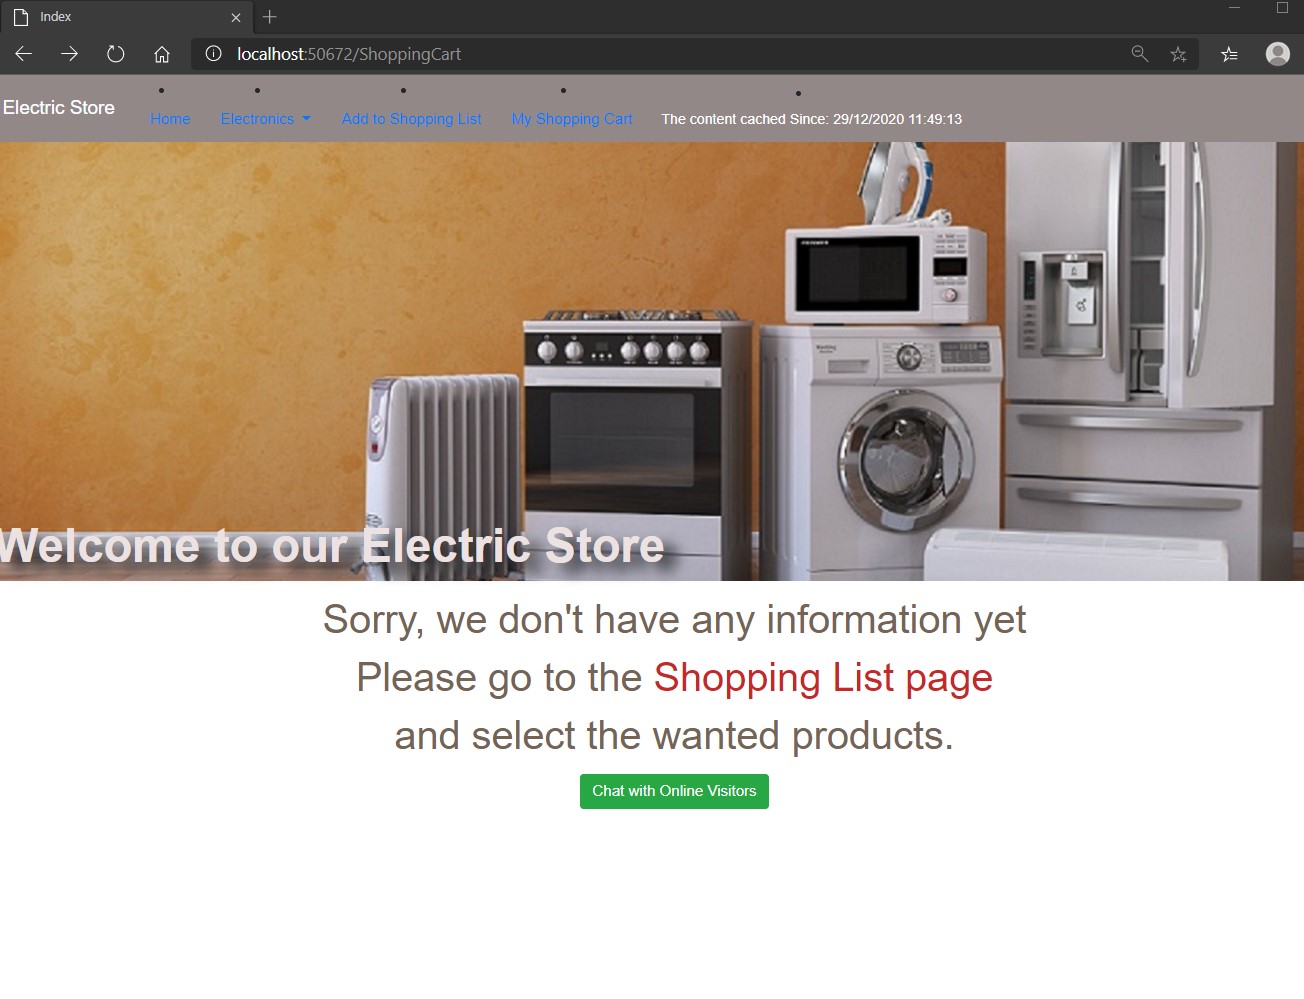 Index
localhost:50672/ShoppingCart
Electric Store
Home
Electronics
Add to Shopping List
My Shopping Cart
The content cached Since: 29/12/2020 11:49:13
Welcome to our Electric Store
Sorry, we don't have any information yet
Please go to the Shopping List page
and select the wanted products.
Chat with Online Visitors